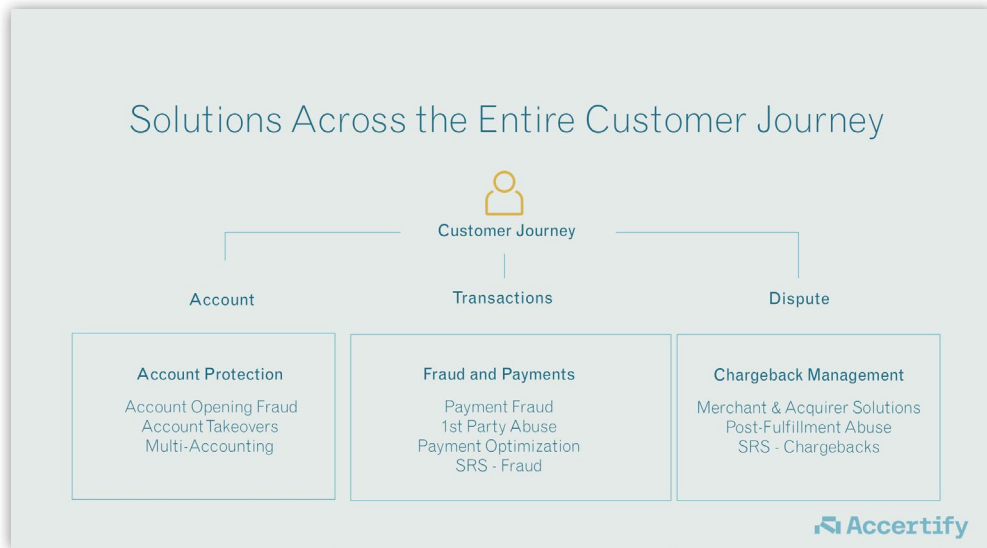 Solutions Across the Entire Customer Journey
Customer Journey
Account
Transactions
Dispute
Account Protection
Account Opening Fraud
Account Takeovers
Multi-Accounting
Fraud and Payments
Payment Fraud
1st Party Abuse
Payment Optimization
SRS - Fraud
Chargeback Management
Merchant & Acquirer Solutions
Post-Fulfillment Abuse
SRS - Chargebacks
Accertify